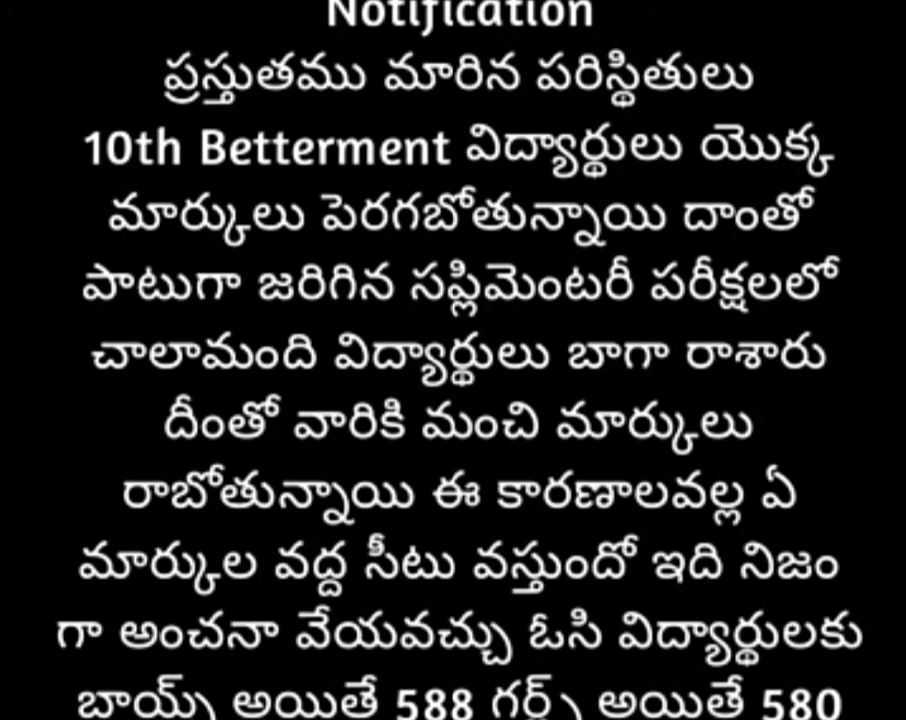 Notification
ప్రస్తుతము మారిన పరిస్థితులు
10th Betterment విద్యార్థులు యొక్క
మార్కులు పెరగబోతున్నాయి దాంతో
పాటుగా జరిగిన సప్లిమెంటరీ పరీక్షలలో
చాలామంది విద్యార్థులు బాగా రాశారు
దీంతో వారికి మంచి మార్కులు
రాబోతున్నాయి ఈ కారణాలవల్ల ఏ
మార్కుల వద్ద సీటు వస్తుందో ఇది నిజం
గా అంచనా వేయవచ్చు ఓసి విద్యార్థులకు
బాయ్స్ అయితే 588 గర్ల్స్ అయితే 580